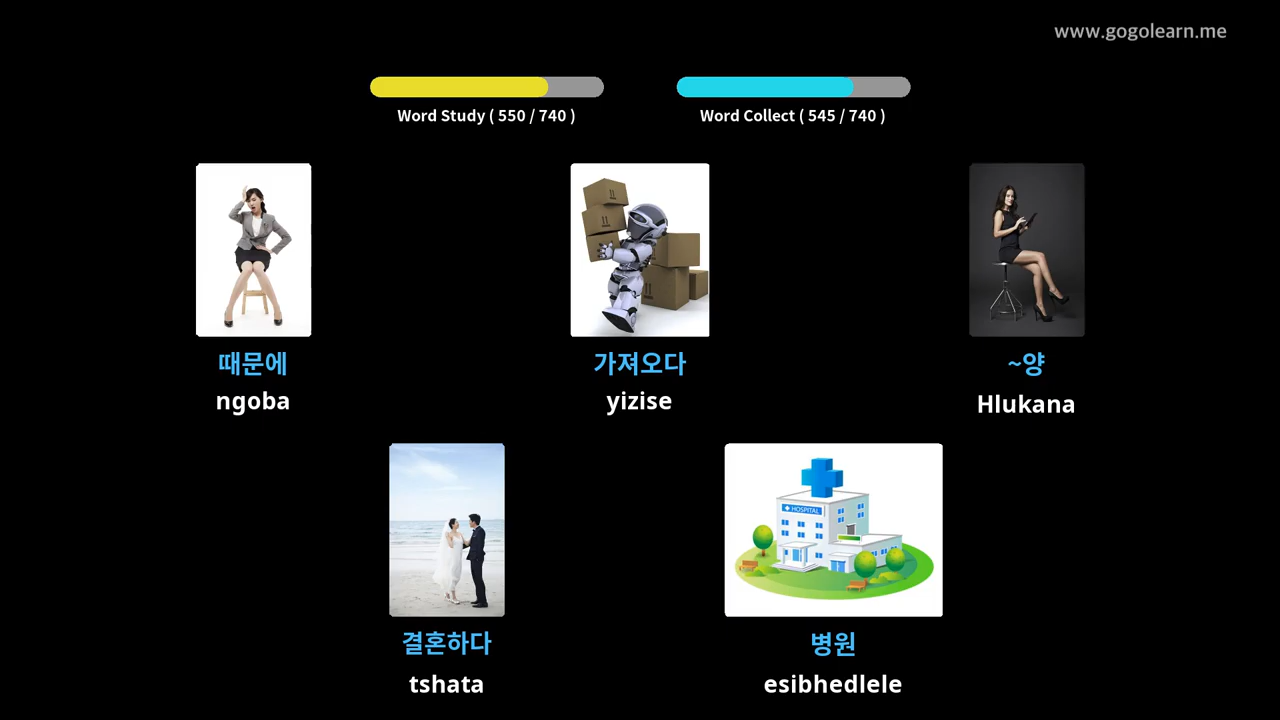 www.gogolearn.me
Word Study ( 550 / 740 )
Word Collect ( 545 / 740 )
때문에
ngoba
가져오다
yizise
~양
Hlukana
HOSPITAL
결혼하다
tshata
병원
esibhedlele